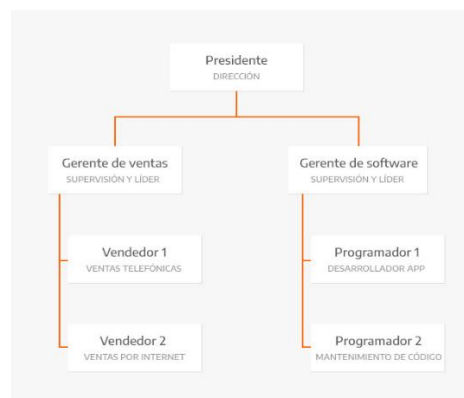 Presidente
DIRECCIÓN
Gerente de ventas
SUPERVISIÓN Y LÍDER
Gerente de software
SUPERVISIÓN Y LÍDER
Vendedor 1
VENTAS TELEFÓNICAS
Programador 1
DESARROLLADOR APP
Vendedor 2
VENTAS POR INTERNET
Programador 2
MANTENIMIENTO DE CÓDIGO